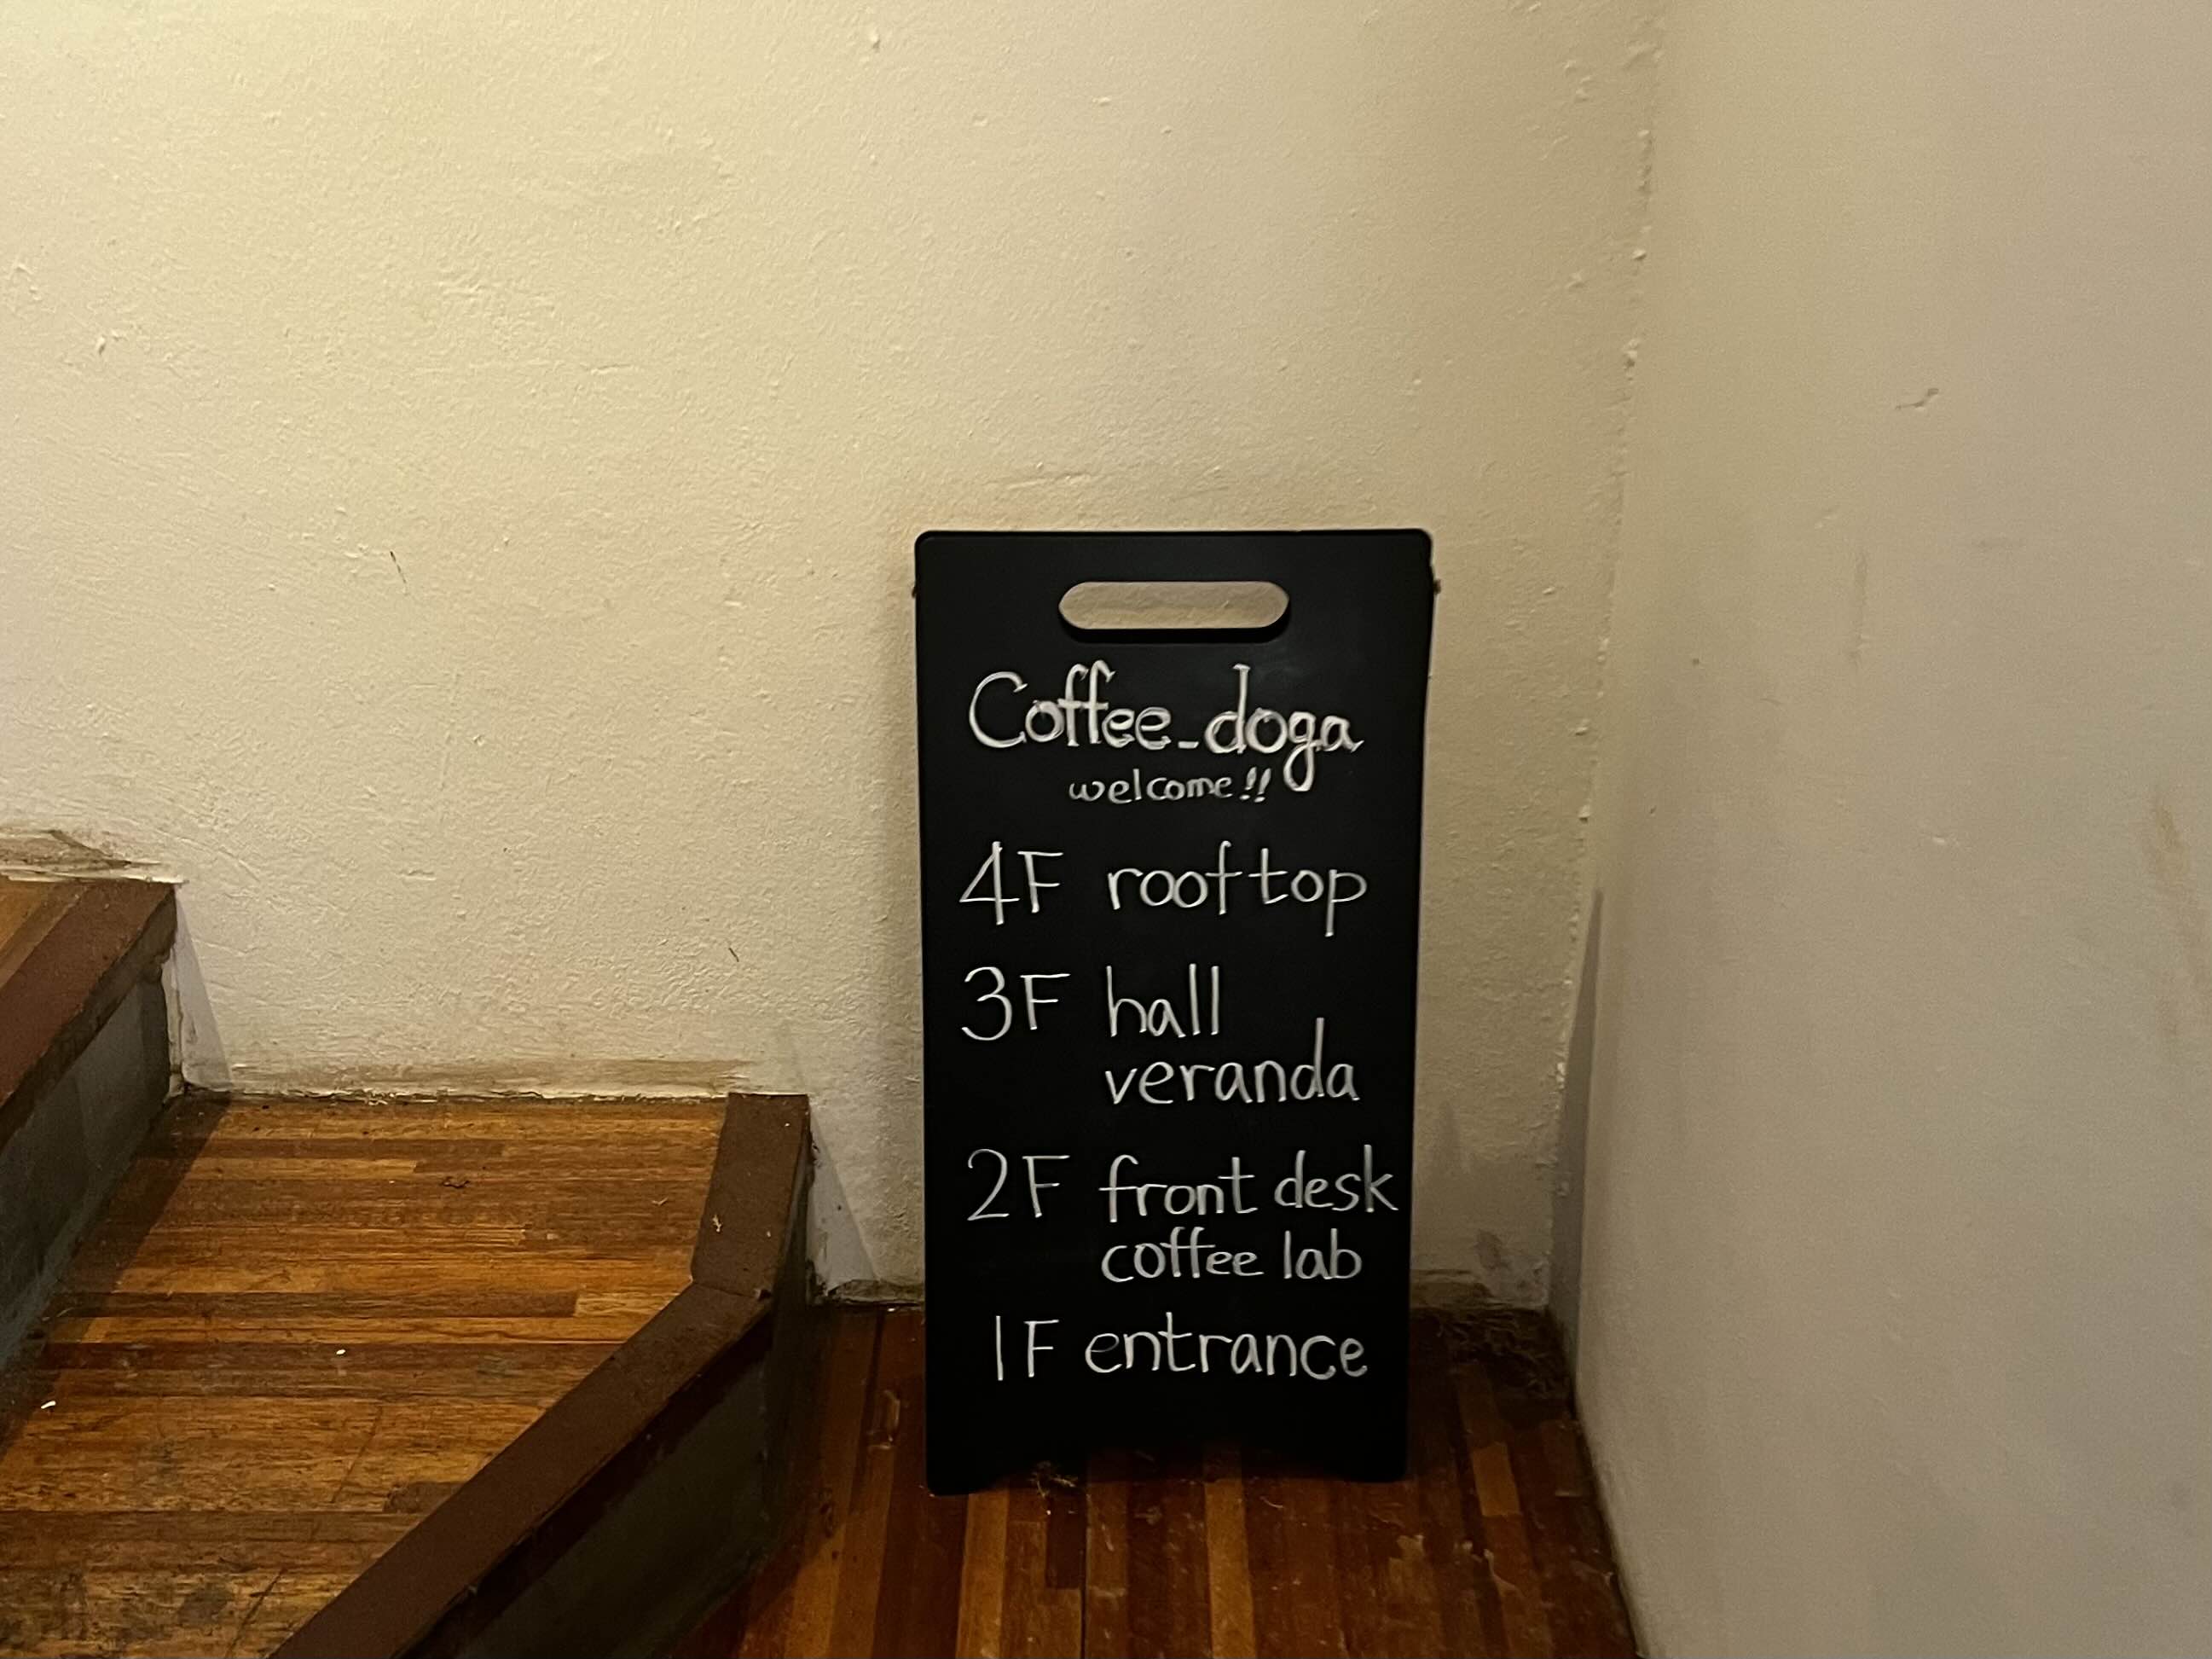 Coffee_doga
welcome!!
4F rooftop
3F hall
veranda
2F front desk
coffee lab
1F entrance